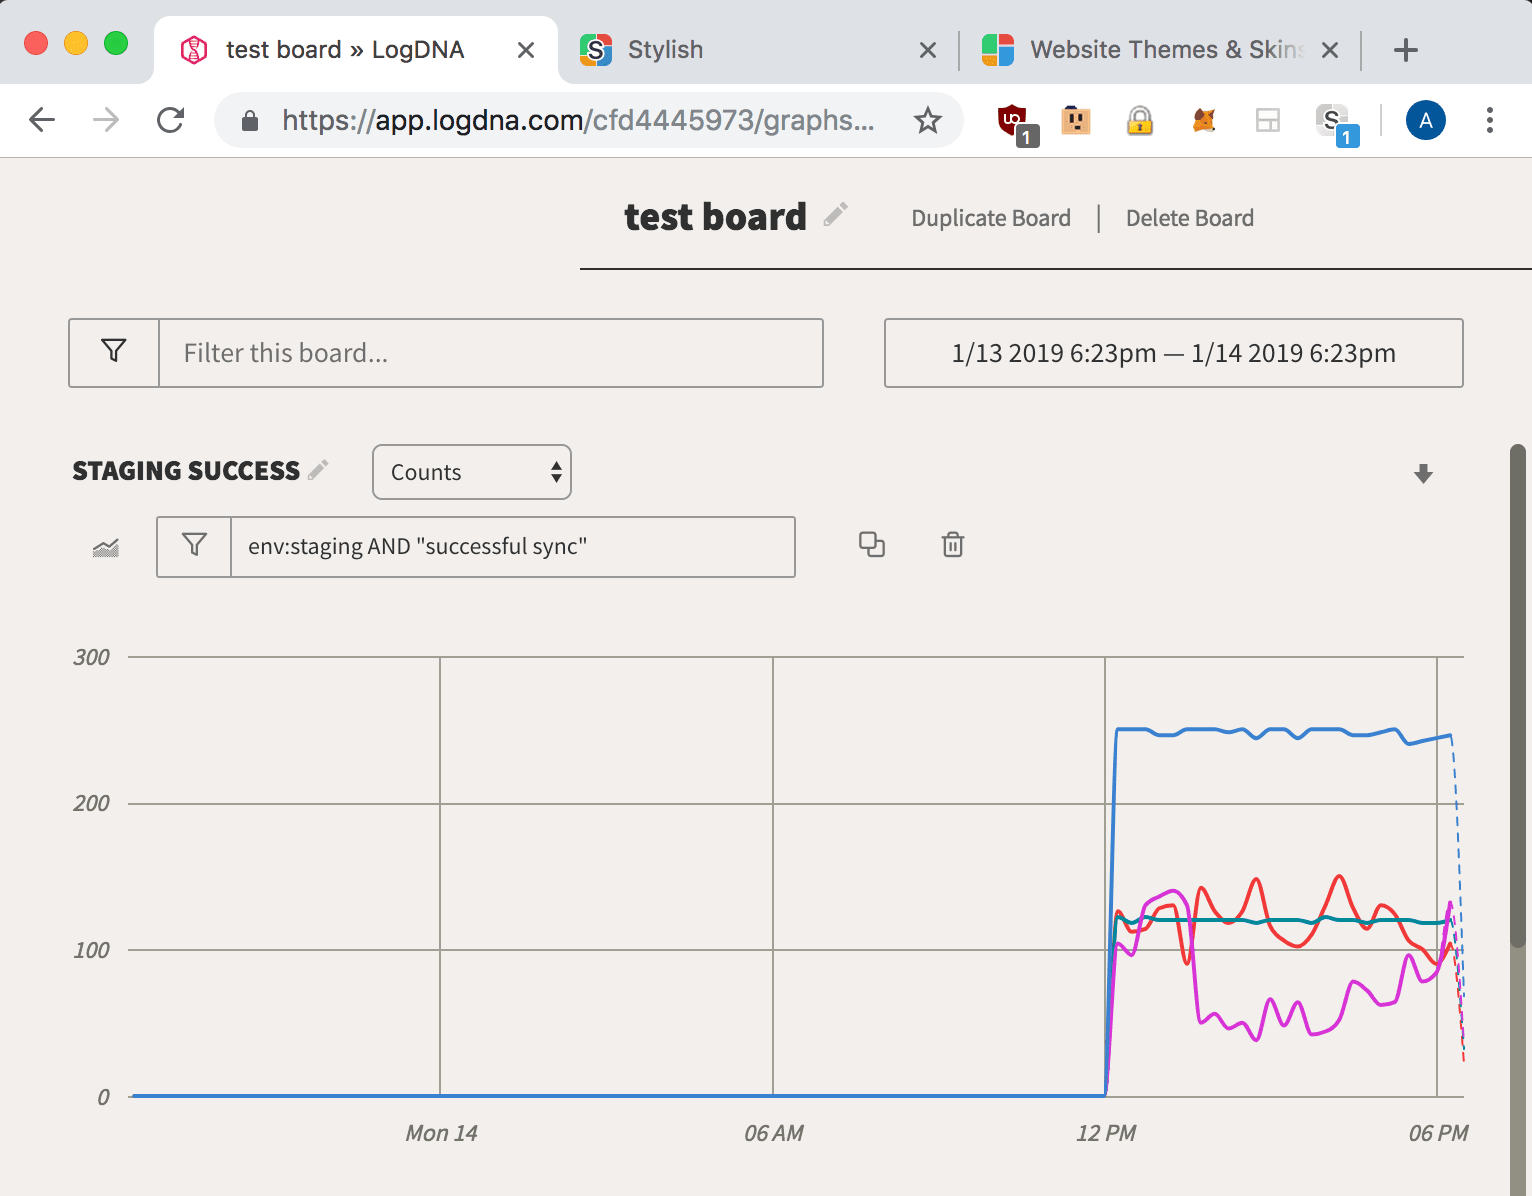 test board » LogDNA
Stylish
Website Themes & Skins
https://app.logdna.com/cfd4445973/graphs...
1
S
1
A
test board
Duplicate Board | Delete Board
Filter this board...
1/13 2019 6:23pm — 1/14 2019 6:23pm
STAGING SUCCESS
Counts
env:staging AND "successful sync"
300
200
100
0
Mon 14
06 AM
12 PM
06 PM